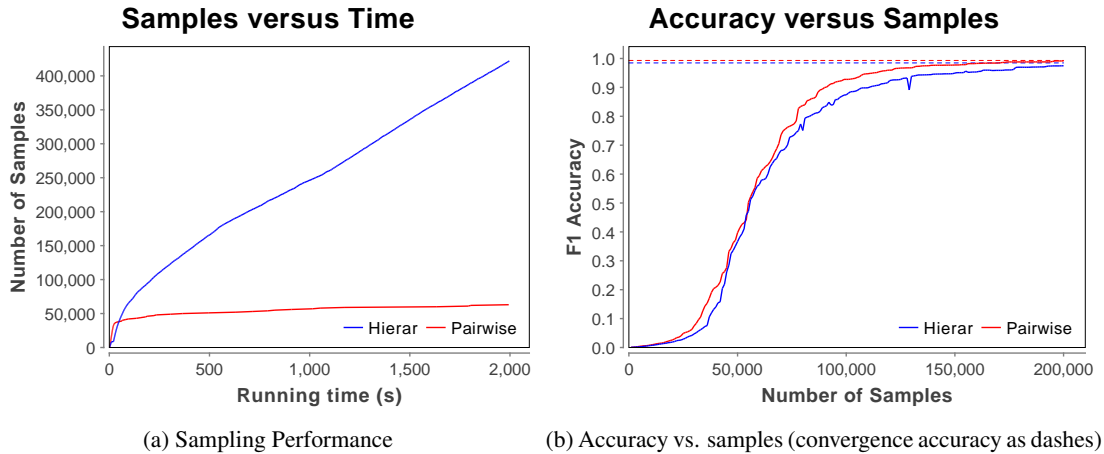 Samples versus Time
Number of Samples
400,000
350,000
300,000
250,000
200,000
150,000
100,000
50,000
0
0 500 1,000 1,500 2,000
Running time (s)
Hierar Pairwise
(a) Sampling Performance
Accuracy versus Samples
F1 Accuracy
1.0
0.9
0.8
0.7
0.6
0.5
0.4
0.3
0.2
0.1
0.0
0 50,000 100,000 150,000 200,000
Number of Samples
Hierar Pairwise
(b) Accuracy vs. samples (convergence accuracy as dashes)